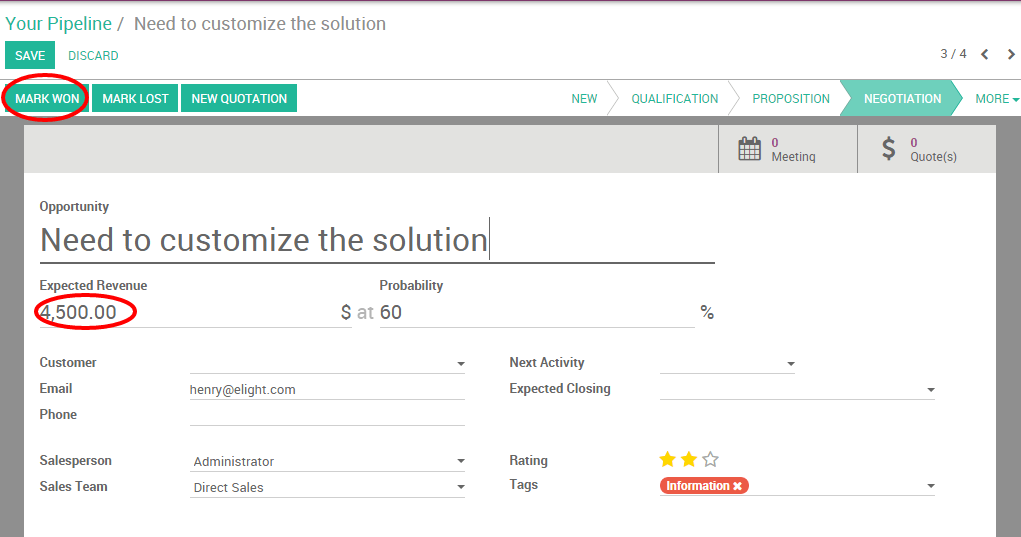 Your Pipeline / Need to customize the solution
SAVE DISCARD
3 / 4
MARK WON MARK LOST NEW QUOTATION NEW QUALIFICATION PROPOSITION NEGOTIATION MORE
0
Meeting
$ 0
Quote(s)
Opportunity
Need to customize the solution
Expected Revenue Probability
4,500.00 $ at 60 %
Customer Next Activity
Email henry@elight.com Expected Closing
Phone
Salesperson Administrator Rating
Sales Team Direct Sales Tags Information ✖